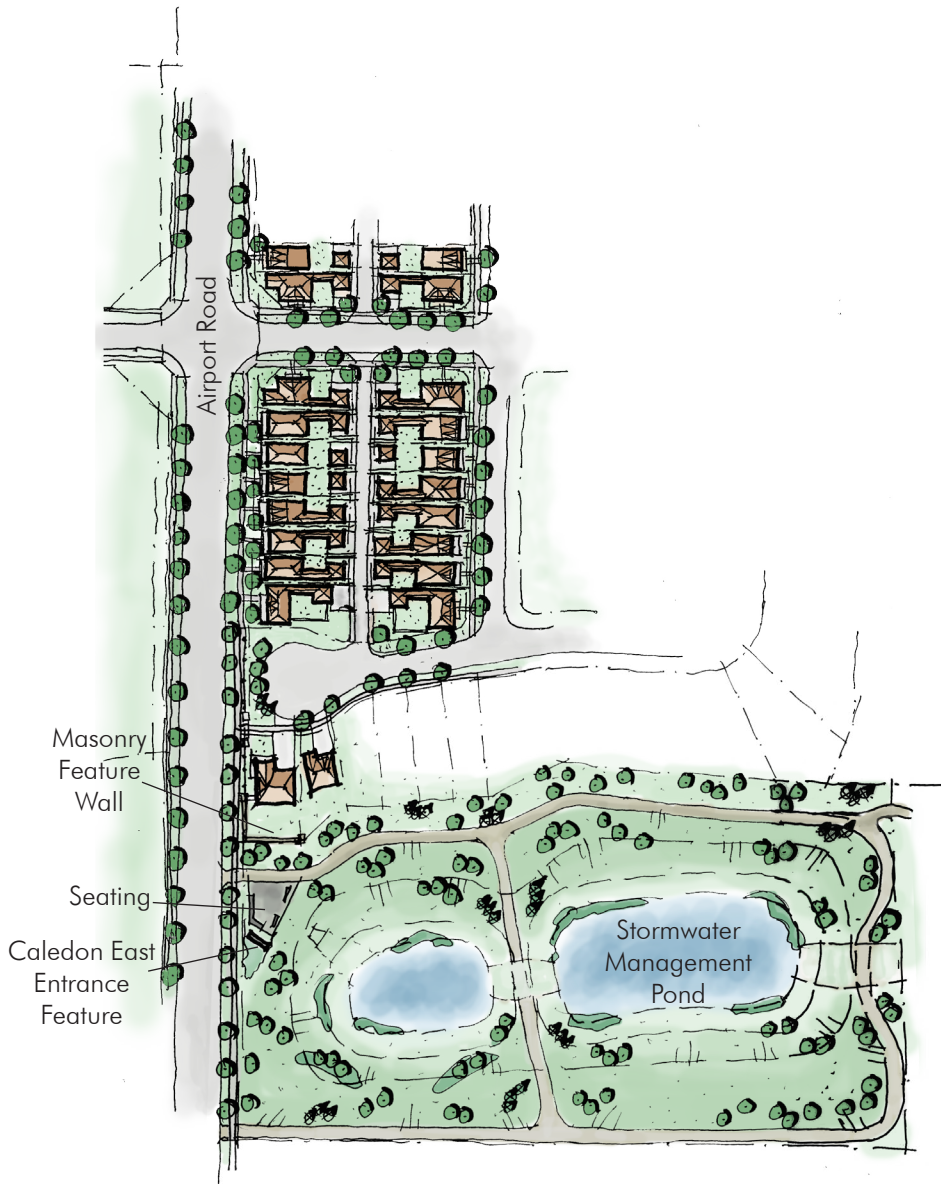 Airport Road
Masonry
Feature
Wall
Seating
Caledon East
Entrance
Feature
Stormwater
Management
Pond